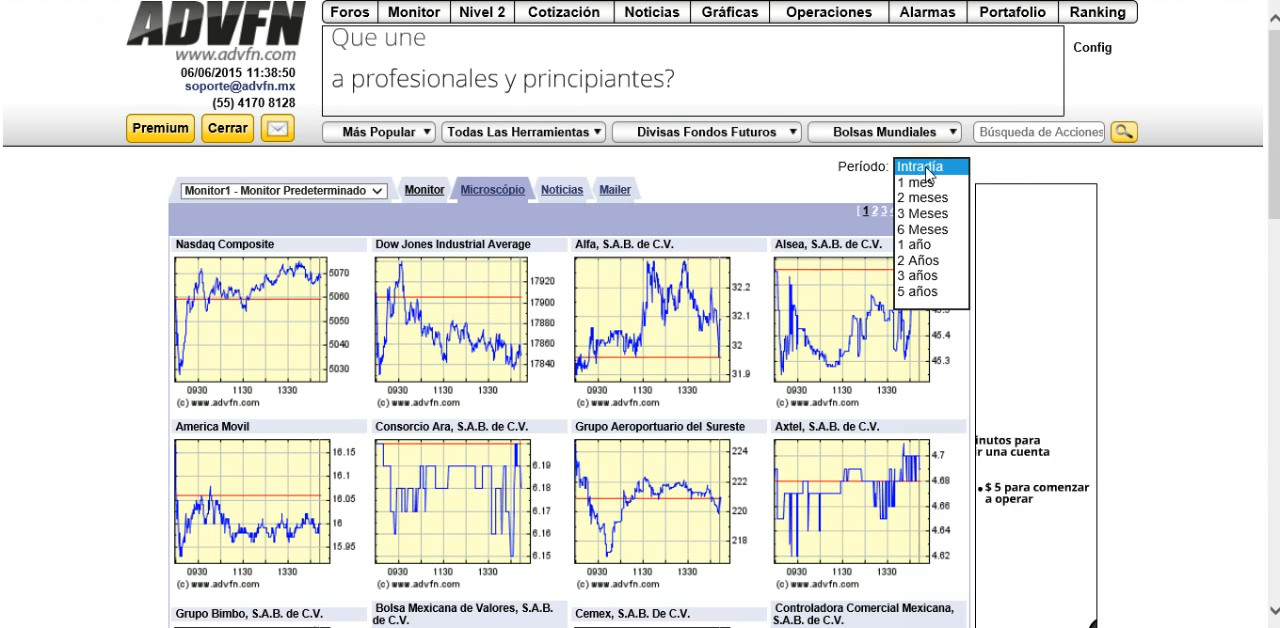 ADVFN
www.advfn.com
06/06/2015 11:38:50
soporte@advfn.mx
(55) 4170 8128
Premium Cerrar
Foros Monitor Nivel 2 Cotización Noticias Gráficas Operaciones Alarmas Portafolio Ranking
Que une
a profesionales y principiantes?
Config
Más Popular Todas Las Herramientas Divisas Fondos Futuros Bolsas Mundiales Búsqueda de Acciones
Período: Intradía
1 mes
2 meses
3 Meses
6 Meses
1 año
2 Años
3 años
5 años
Monitor1 - Monitor Predeterminado Monitor Microscópio Noticias Mailer
[ 1 2 3
Nasdaq Composite
5070
5060
5050
5040
5030
0930 1130 1330
(c) www.advfn.com
Dow Jones Industrial Average
17920
17900
17880
17860
17840
0930 1130 1330
(c) www.advfn.com
Alfa, S.A.B. de C.V.
32.2
32.1
32
31.9
0930 1130 1330
(c) www.advfn.com
Alsea, S.A.B. de C.V.
45.4
45.3
0930 1130 1330
(c) www.advfn.com
America Movil
16.15
16.1
16.05
16
15.95
0930 1130 1330
(c) www.advfn.com
Consorcio Ara, S.A.B. de C.V.
6.19
6.18
6.17
6.16
6.15
0930 1130 1330
(c) www.advfn.com
Grupo Aeroportuario del Sureste
224
222
220
218
0930 1130 1330
(c) www.advfn.com
Axtel, S.A.B. de C.V.
4.7
4.68
4.66
4.64
4.62
0930 1130 1330
(c) www.advfn.com
inutos para
r una cuenta
• $ 5 para comenzar
a operar
Grupo Bimbo, S.A.B. de C.V.
Bolsa Mexicana de Valores, S.A.B.
de C.V.
Cemex, S.A.B. De C.V.
Controladora Comercial Mexicana,
S.A.B. de C.V.